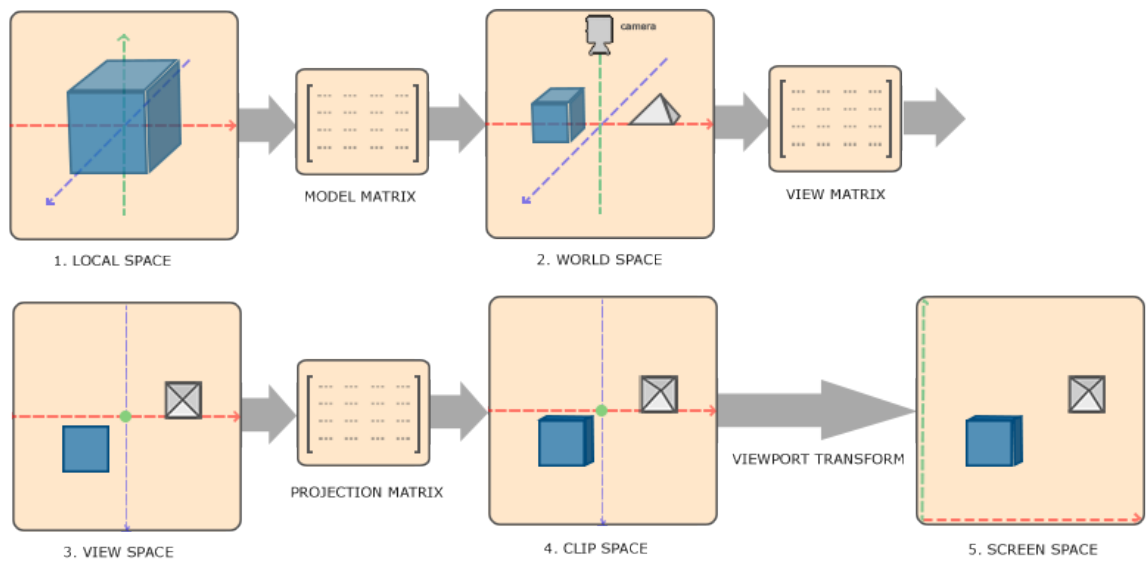 camera
MODEL MATRIX
VIEW MATRIX
1. LOCAL SPACE
2. WORLD SPACE
PROJECTION MATRIX
VIEWPORT TRANSFORM
3. VIEW SPACE
4. CLIP SPACE
5. SCREEN SPACE